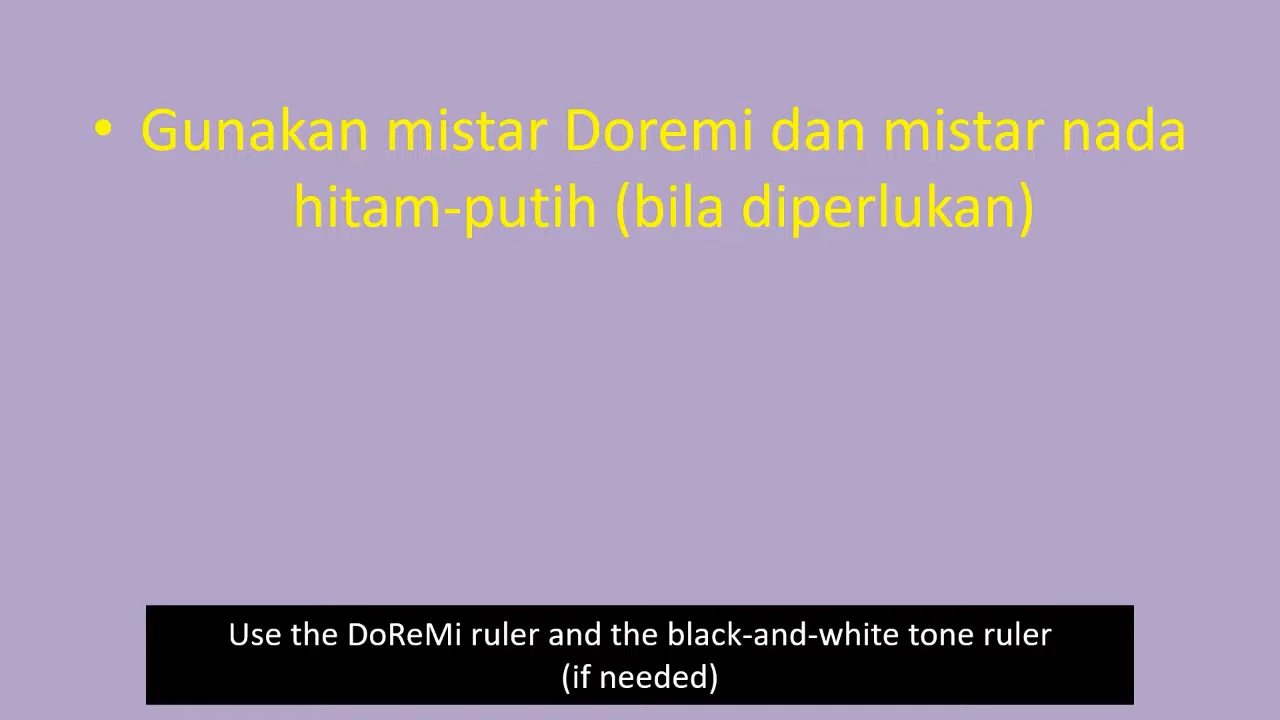 • Gunakan mistar Doremi dan mistar nada
hitam-putih (bila diperlukan)
Use the DoReMi ruler and the black-and-white tone ruler
(if needed)